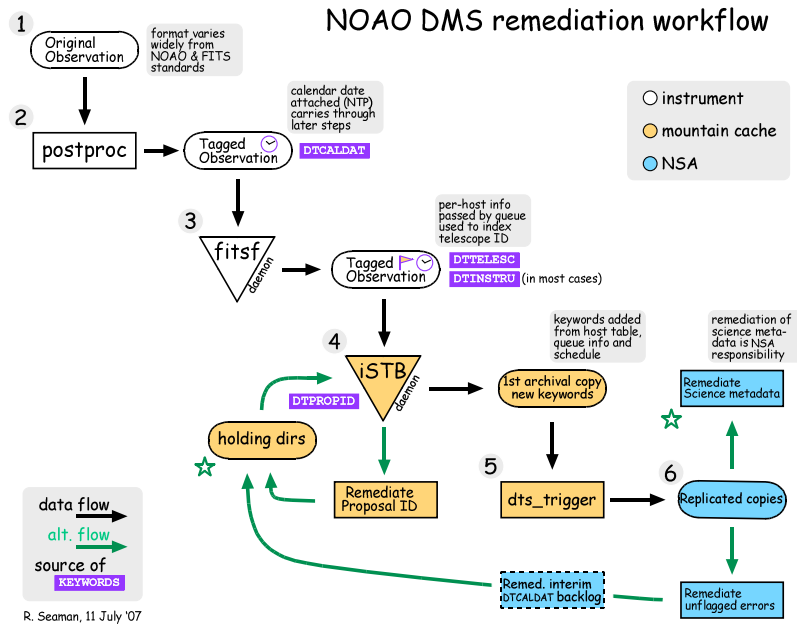 NOAO DMS remediation workflow
1
Original
Observation
format varies
widely from
NOAO & FITS
standards
2
postproc
Tagged
Observation
calendar date
attached (NTP)
carries through
later steps
DTCALDAT
instrument
mountain cache
NSA
3
fitsf
daemon
Tagged
Observation
per-host info
passed by queue
used to index
telescope ID
DTTELESC
DTINSTRU (in most cases)
4
iSTB
daemon
DTPROPID
keywords added
from host table,
queue info and
schedule
1st archival copy
new keywords
remediation of
science meta-
data is NSA
responsibility
Remediate
Science metadata
holding dirs
Remediate
Proposal ID
5
dts_trigger
6
Replicated copies
data flow
alt. flow
source of
KEYWORDS
Remed. interim
DTCALDAT backlog
Remediate
unflagged errors
R. Seaman, 11 July '07